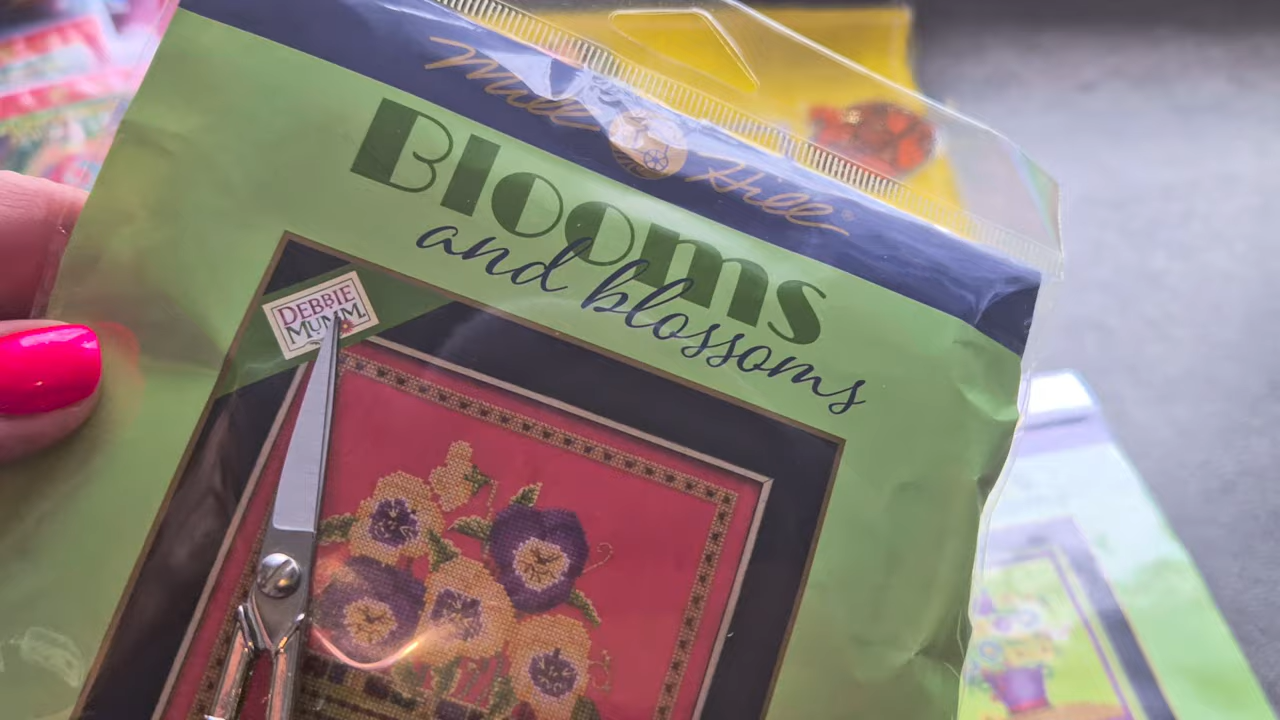 Mill Hill®
Blooms
and blossoms
DEBBIE
MUMM.